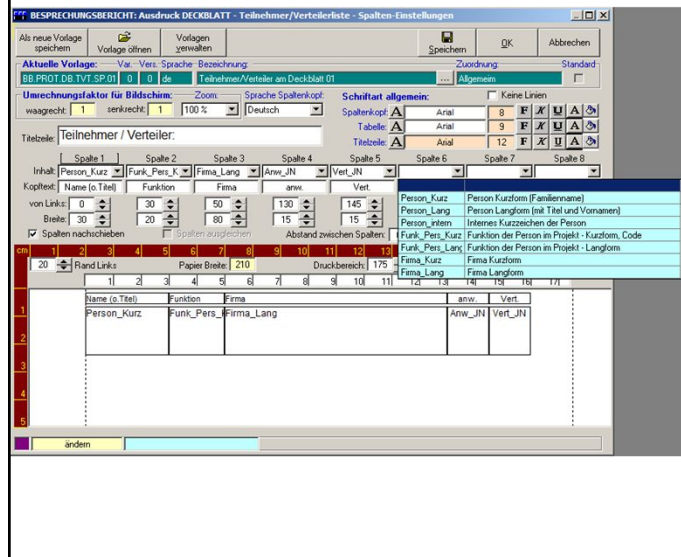 BESPRECHUNGSBERICHT: Ausdruck DECKBLATT - Teilnehmer/Verteilerliste - Spalten-Einstellungen
Als neue Vorlage speichern Vorlage öffnen Vorlagen verwalten Speichern OK Abbrechen
Aktuelle Vorlage: Var. Vers. Sprache Bezeichnung: Zuordnung: Standard
BB.PROT.DB.TVT.SP.01 0 0 de Teilnehmer/Verteiler am Deckblatt 01 ... Allgemein
Umrechnungsfaktor für Bildschirm: Zoom: Sprache Spaltenkopf: Schriftart allgemein: Keine Linien
waagrecht: 1 senkrecht: 1 100 % Deutsch Spaltenkopf: A Arial 8 F K U A
Tabelle: A Arial 9 F K U A
Titelzeile: Teilnehmer / Verteiler: Titelzeile: A Arial 12 F K U A
Spalte 1 Spalte 2 Spalte 3 Spalte 4 Spalte 5 Spalte 6 Spalte 7 Spalte 8
Inhalt: Person_Kurz Funk_Pers_K Firma_Lang Anw_JN Vert_JN
Kopftext: Name (o.Titel) Funktion Firma anw. Vert.
von Links: 0 30 50 130 145
Breite: 30 20 80 15 15
Spalten nachschieben Spalten ausgleichen Abstand zwischen Spalten:
Person_Kurz Person Kurzform (Familienname)
Person_Lang Person Langform (mit Titel und Vornamen)
Person_intern Internes Kurzzeichen der Person
Funk_Pers_Kurz Funktion der Person im Projekt - Kurzform, Code
Funk_Pers_Lang Funktion der Person im Projekt - Langform
Firma_Kurz Firma Kurzform
Firma_Lang Firma Langform
cm 1 2 3 4 5 6 7 8 9 10 11 12 13
20 Rand Links Papier Breite: 210 Druckbereich: 175
1 2 3 4 5 6 7 8 9 10 11 12 13 14 15 16 17
Name (o.Titel) Funktion Firma anw. Vert.
Person_Kurz Funk_Pers_ Firma_Lang Anw_JN Vert_JN
1
2
3
4
5
ändern